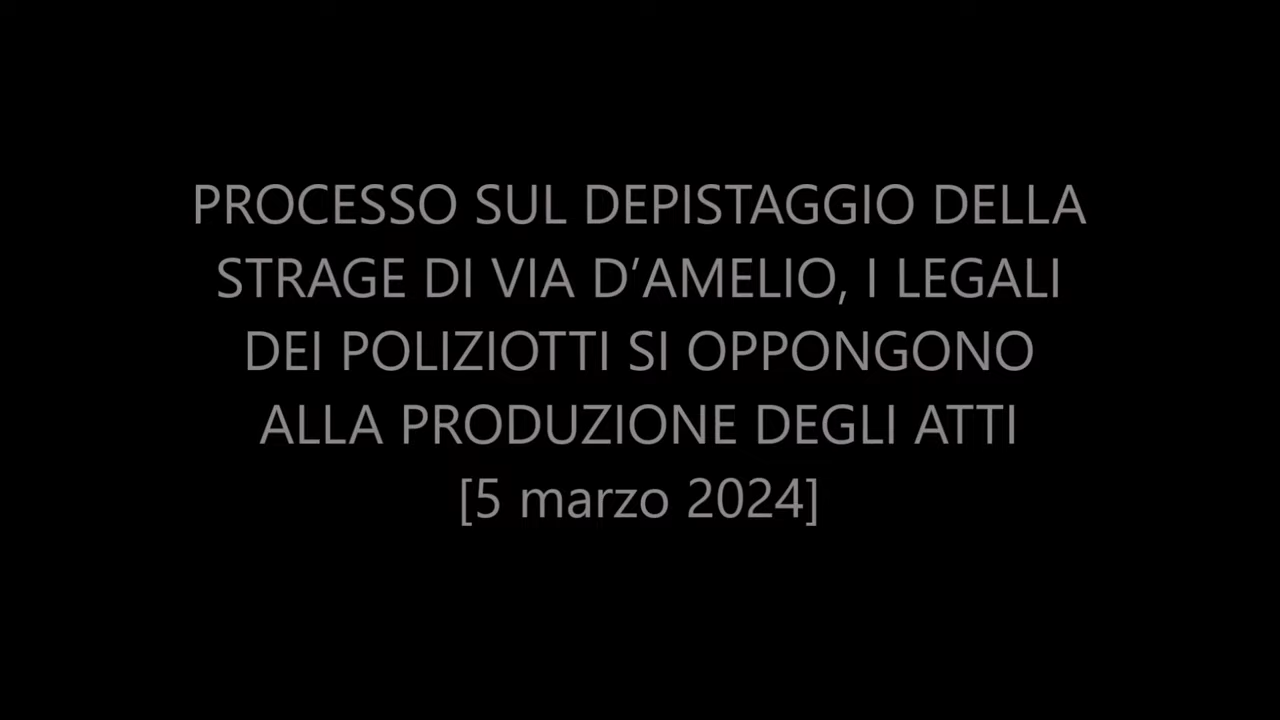 PROCESSO SUL DEPISTAGGIO DELLA
STRAGE DI VIA D’AMELIO, I LEGALI
DEI POLIZIOTTI SI OPPONGONO
ALLA PRODUZIONE DEGLI ATTI
[5 marzo 2024]